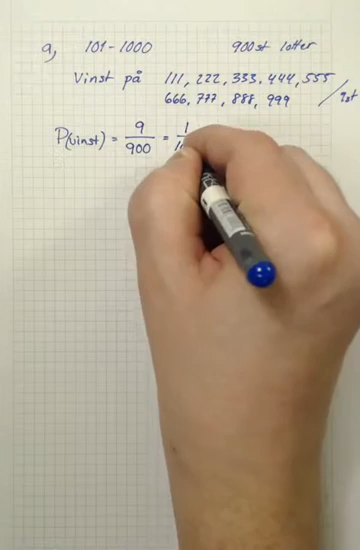 a) 101-1000 900st lotter
Vinst på 111, 222, 333, 444, 555
666, 777, 888, 999 / 9st
P(vinst) = 9/900 = 1/